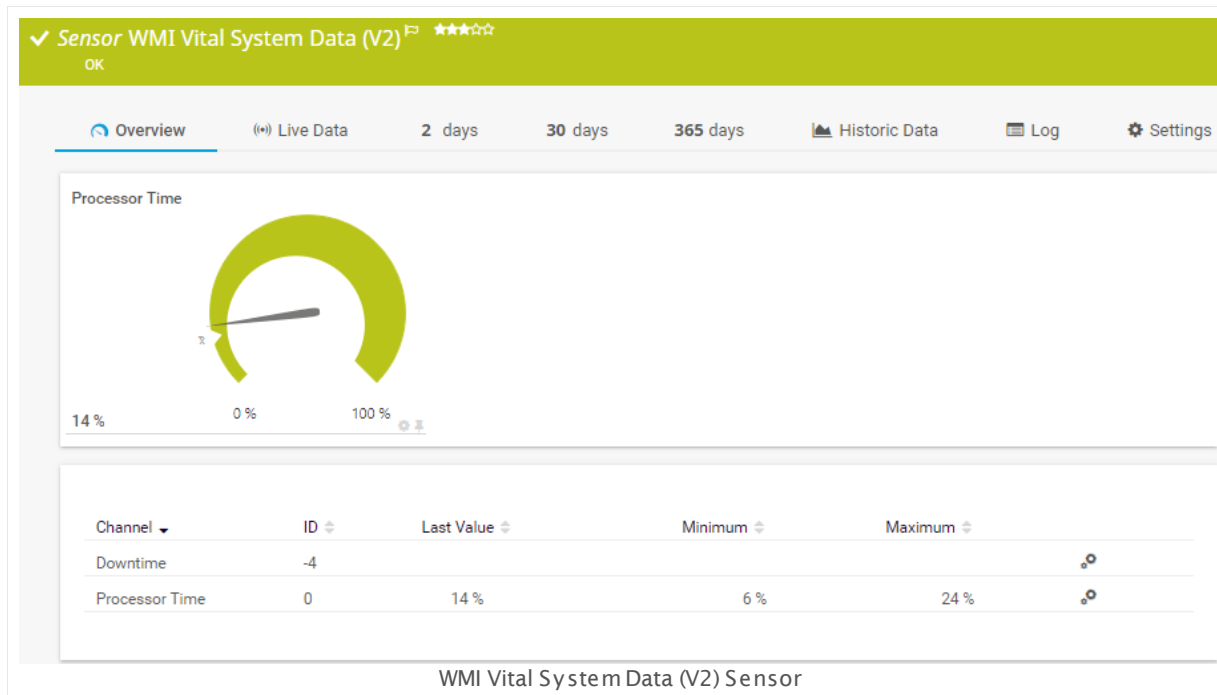 Sensor WMI Vital System Data (V2)
OK
Overview
Live Data
2 days
30 days
365 days
Historic Data
Log
Settings
Processor Time
0 %
100 %
14 %
Channel ID Last Value Minimum Maximum
Downtime -4
Processor Time 0 14 % 6 % 24 %
WMI Vital System Data (V2) Sensor